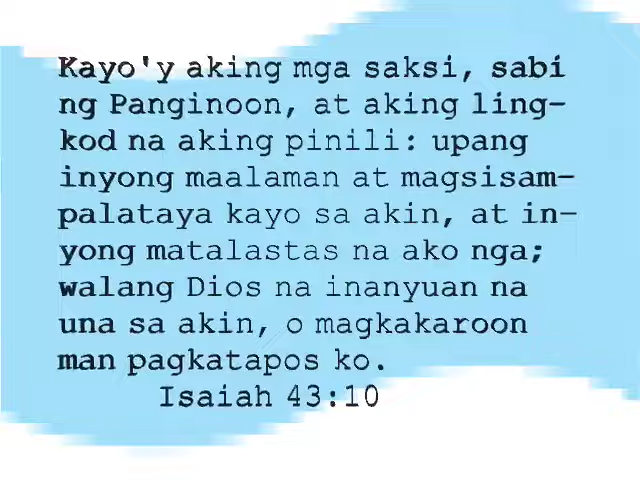 Kayo'y aking mga saksi, sabi
ng Panginoon, at aking ling-
kod na aking pinili: upang
inyong maalaman at magsisam-
palataya kayo sa akin, at in-
yong matalastas na ako nga;
walang Dios na inanyuan na
una sa akin, o magkakaroon
man pagkatapos ko.
Isaiah 43:10